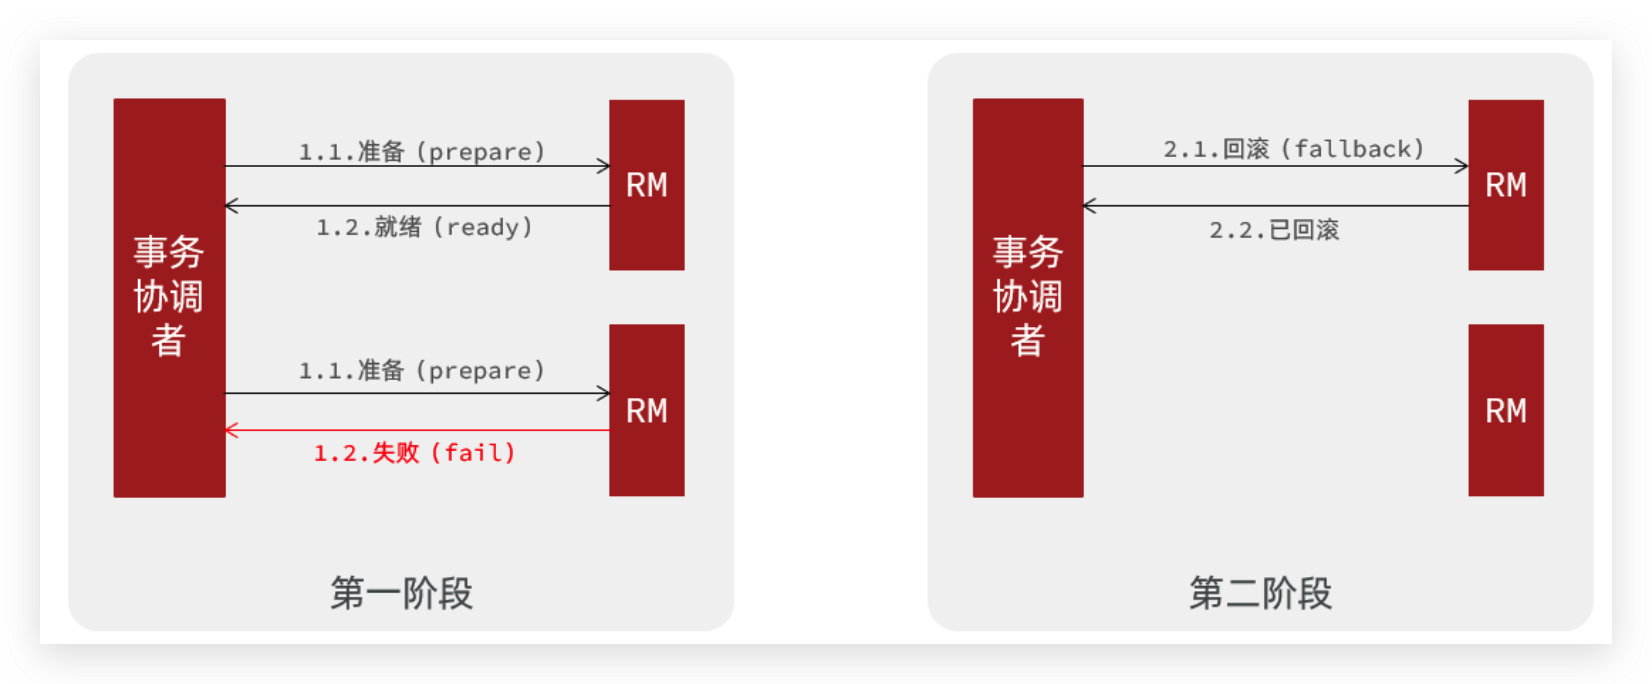 1.1.准备（prepare）
RM
1.2.就绪（ready）
事务
协调
者
1.1.准备（prepare）
RM
1.2.失败（fail）
第一阶段
2.1.回滚（fallback）
RM
2.2.已回滚
事务
协调
者
RM
第二阶段